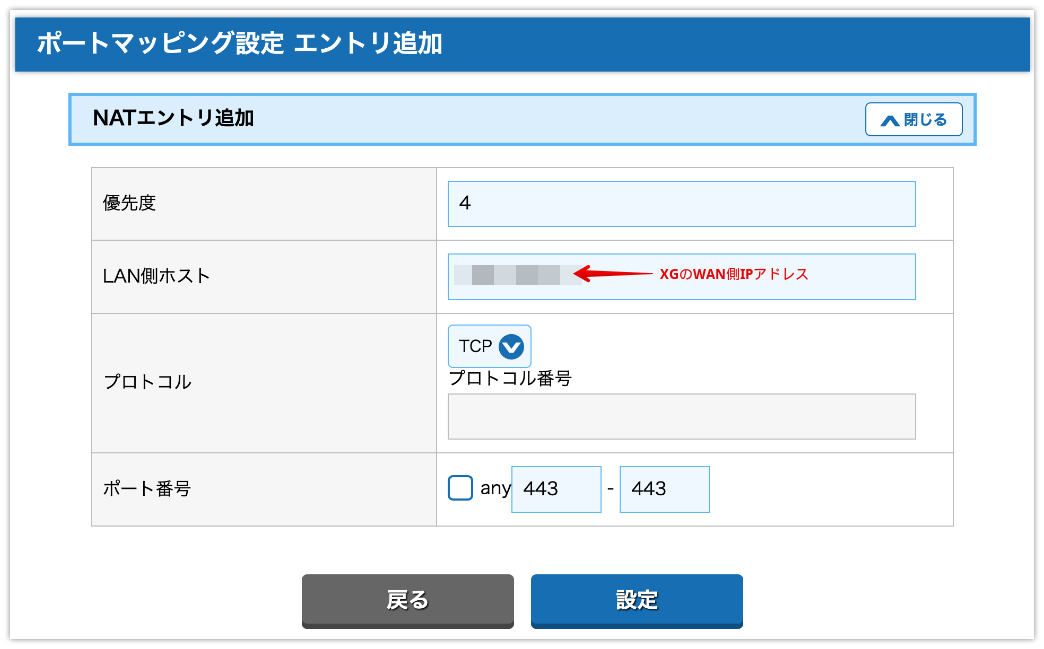 ポートマッピング設定 エントリ追加
NATエントリ追加
閉じる
優先度
4
LAN側ホスト
XGのWAN側IPアドレス
プロトコル
TCP
プロトコル番号
ポート番号
any 443 - 443
戻る
設定